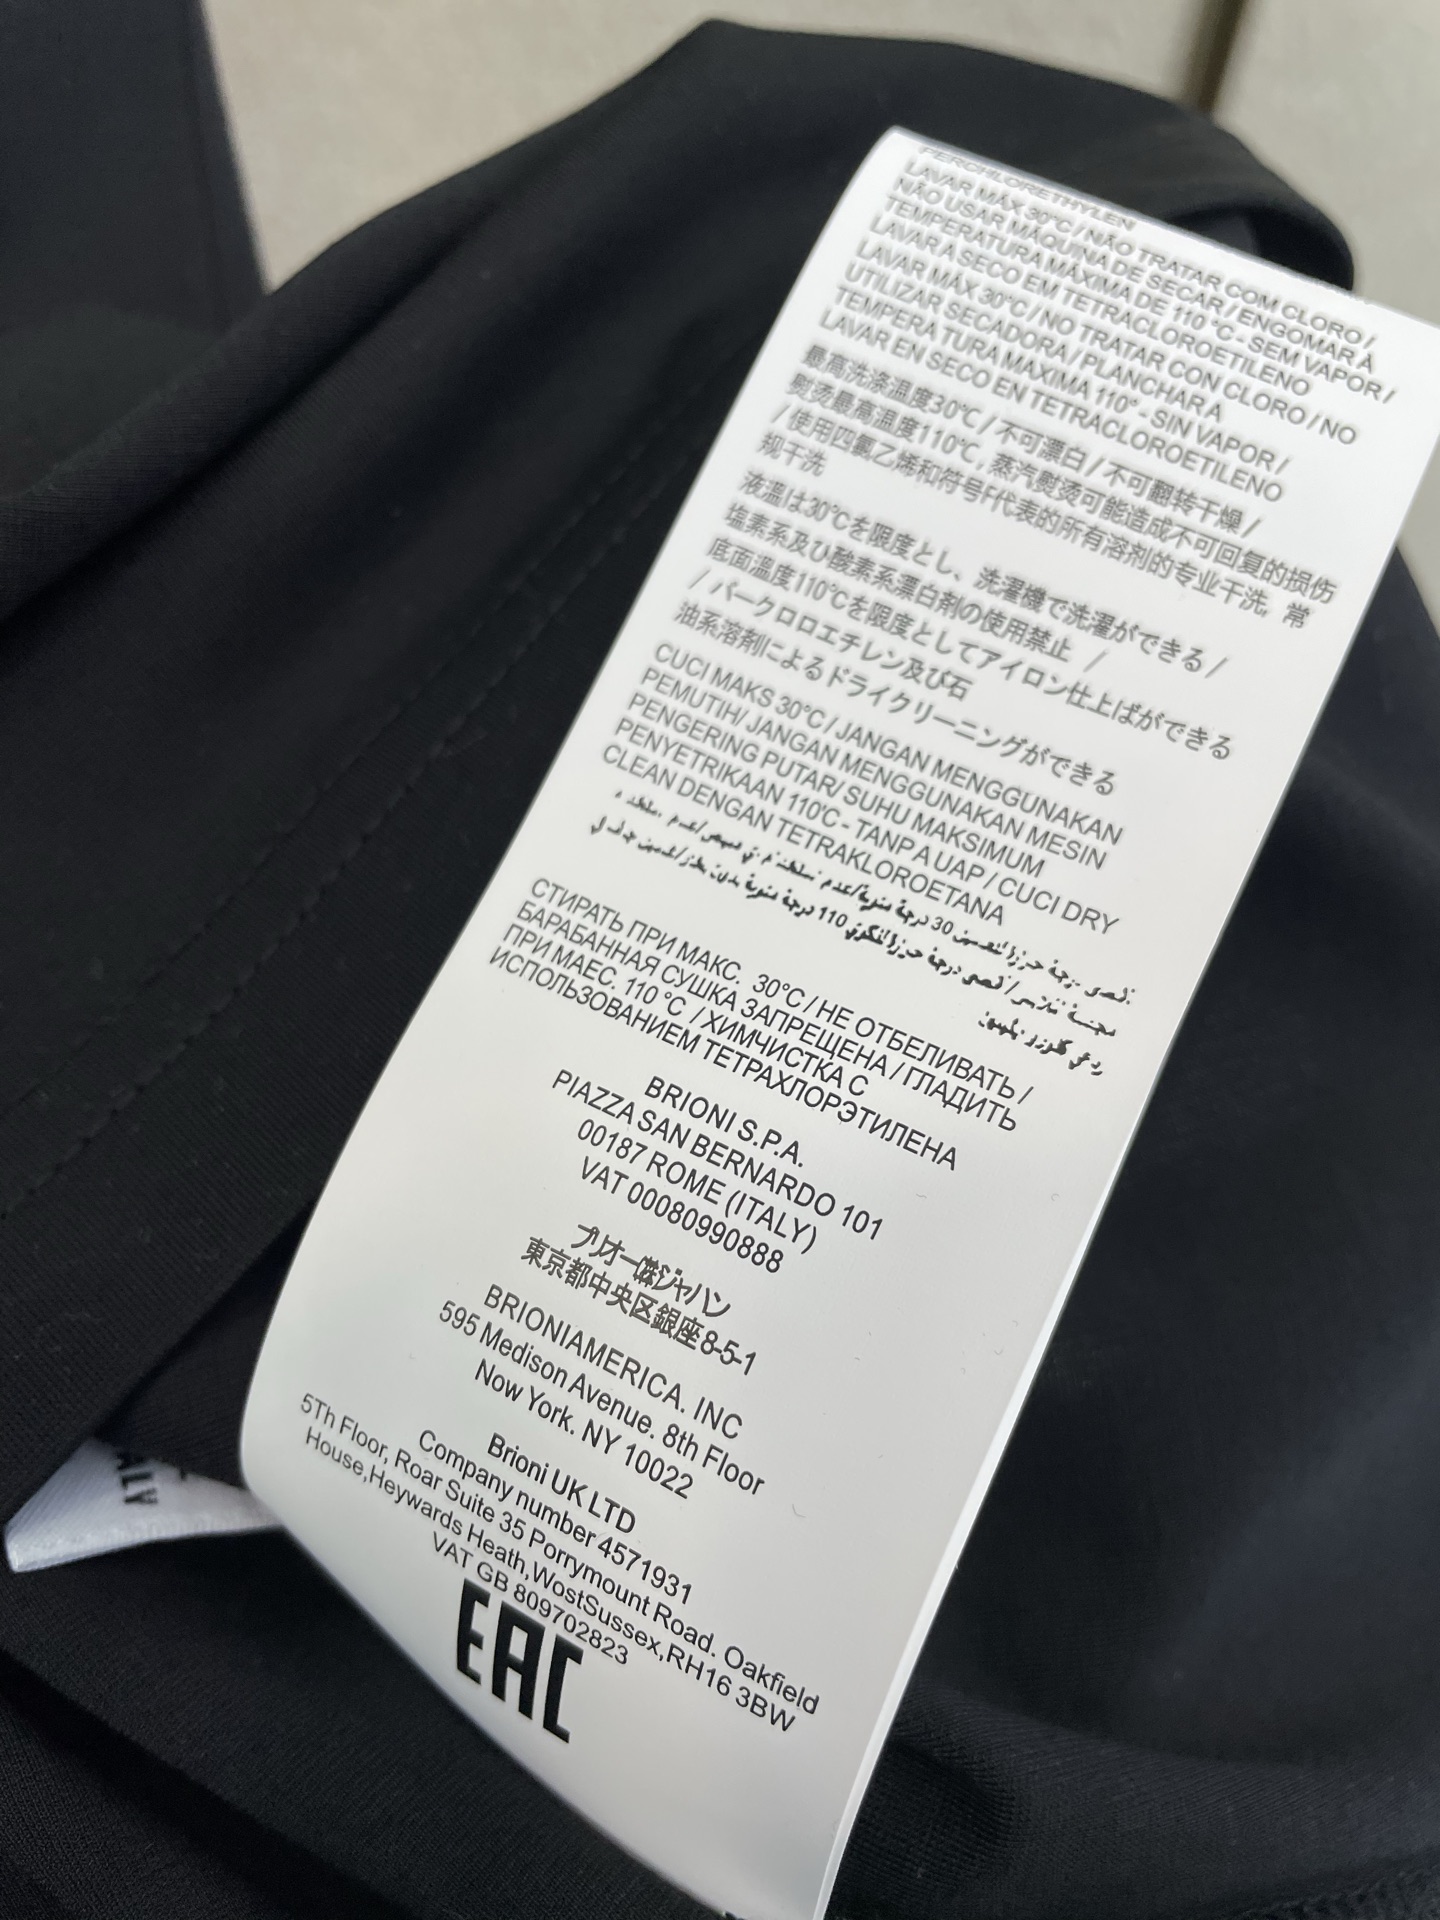 PERCHLORETHYLEN
LAVAR MÁX 30°C / NÃO TRATAR COM CLORO /
NÃO USAR MÁQUINA DE SECAR / ENGOMAR À
TEMPERATURA MÁXIMA DE 110 °C - SEM VAPOR /
LAVAR A SECO EM TETRACLOROETILENO
LAVAR MÁX 30°C / NO TRATAR CON CLORO / NO
UTILIZAR SECADORA / PLANCHAR A
TEMPERA TURA MAXIMA 110° - SIN VAPOR /
LAVAR EN SECO EN TETRACLOROETILENO
最高洗涤温度30℃ / 不可漂白 / 不可翻转干燥 /
熨烫最高温度110℃, 蒸汽熨烫可能造成不可回复的损伤
/ 使用四氯乙烯和符号F代表的所有溶剂的专业干洗, 常
规干洗
液温は30℃を限度とし、洗濯機で洗濯ができる /
塩素系及び酸素系漂白剤の使用禁止 /
底面温度110℃を限度としてアイロン仕上ばができる
/ パークロロエチレン及び石
油系溶剤によるドライクリーニングができる
CUCI MAKS 30°C / JANGAN MENGGUNAKAN
PEMUTIH/ JANGAN MENGGUNAKAN MESIN
PENGERING PUTAR/ SUHU MAKSIMUM
PENYETRIKAAN 110'C - TANP A UAP / CUCI DRY
CLEAN DENGAN TETRAKLOROETANA
СТИРАТЬ ПРИ МАКС. 30°C / НЕ ОТБЕЛИВАТЬ /
БАРАБАННАЯ СУШКА ЗАПРЕЩЕНА / ГЛАДИТЬ
ПРИ МАЕС. 110 °C / ХИМЧИСТКА С
ИСПОЛЬЗОВАНИЕМ ТЕТРАХЛОРЭТИЛЕНА
BRIONI S.P.A.
PIAZZA SAN BERNARDO 101
00187 ROME (ITALY)
VAT 00080990888
ブリオー㈱ジャハン
東京都中央区銀座8-5-1
BRIONIAMERICA. INC
595 Medison Avenue. 8th Floor
Now York. NY 10022
Brioni UK LTD
Company number 4571931
5Th Floor, Roar Suite 35 Porrymount Road. Oakfield
House,Heywards Heath,WostSussex,RH16 3BW
VAT GB 809702823
EAC